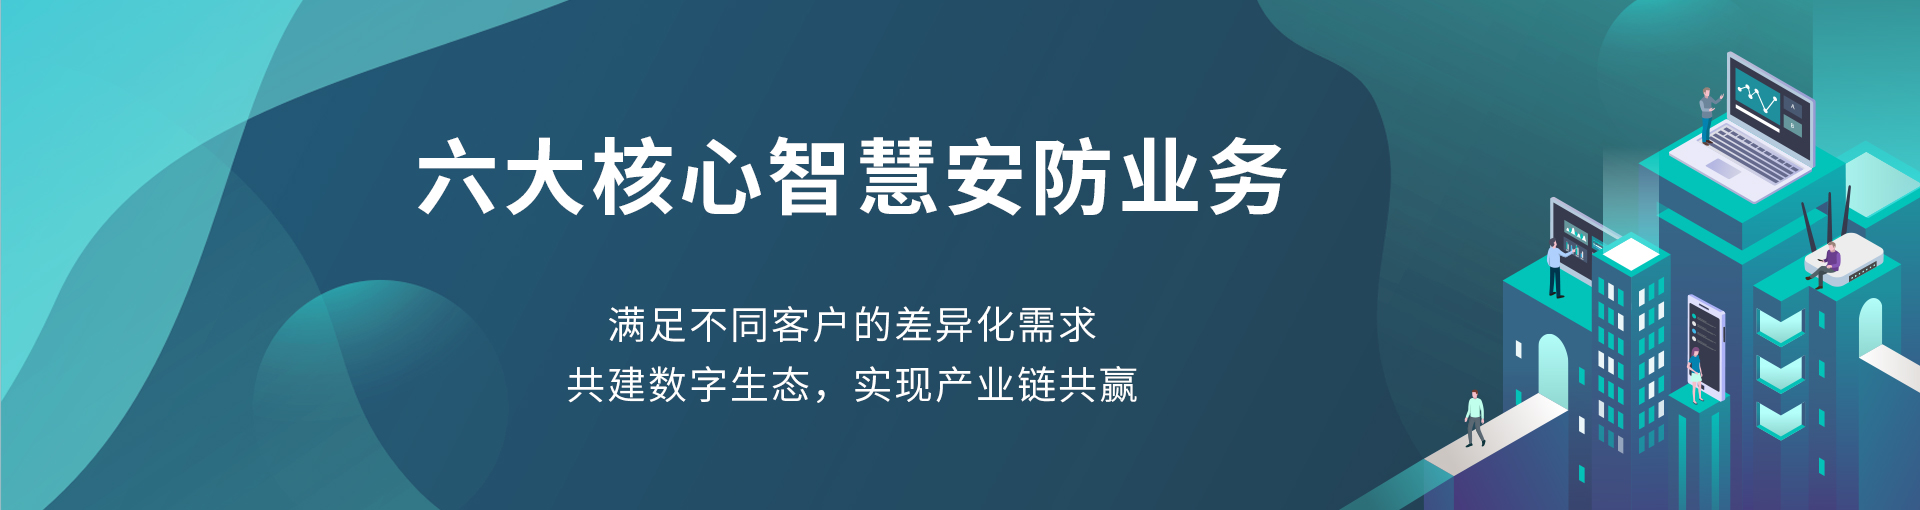 六大核心智慧安防业务
满足不同客户的差异化需求
共建数字生态，实现产业链共赢